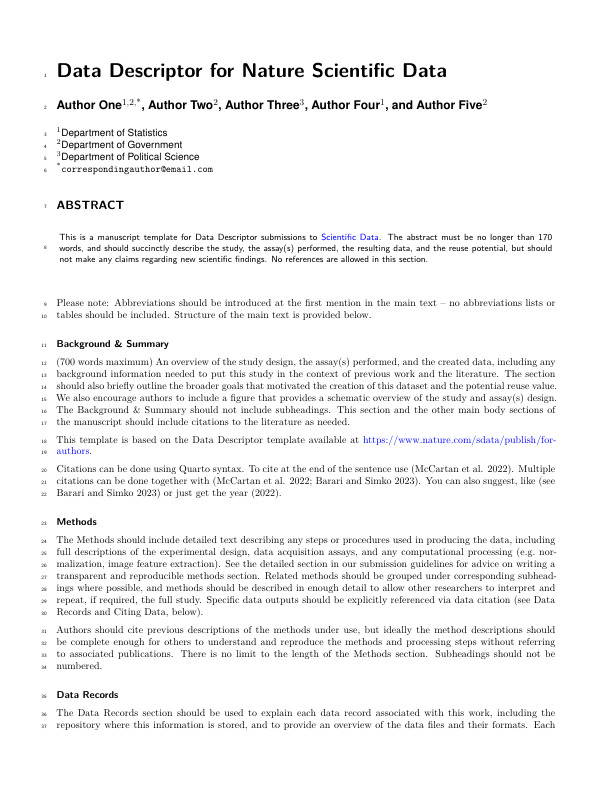 1 Data Descriptor for Nature Scientific Data
2 Author One1,2,*, Author Two2, Author Three3, Author Four1, and Author Five2
3 1Department of Statistics
4 2Department of Government
5 3Department of Political Science
6 *correspondingauthor@email.com
7 ABSTRACT
This is a manuscript template for Data Descriptor submissions to Scientific Data. The abstract must be no longer than 170
8 words, and should succinctly describe the study, the assay(s) performed, the resulting data, and the reuse potential, but should
not make any claims regarding new scientific findings. No references are allowed in this section.
9 Please note: Abbreviations should be introduced at the first mention in the main text – no abbreviations lists or
10 tables should be included. Structure of the main text is provided below.
11 Background & Summary
12 (700 words maximum) An overview of the study design, the assay(s) performed, and the created data, including any
13 background information needed to put this study in the context of previous work and the literature. The section
14 should also briefly outline the broader goals that motivated the creation of this dataset and the potential reuse value.
15 We also encourage authors to include a figure that provides a schematic overview of the study and assay(s) design.
16 The Background & Summary should not include subheadings. This section and the other main body sections of
17 the manuscript should include citations to the literature as needed.
18 This template is based on the Data Descriptor template available at https://www.nature.com/sdata/publish/for-
19 authors.
20 Citations can be done using Quarto syntax. To cite at the end of the sentence use (McCartan et al. 2022). Multiple
21 citations can be done together with (McCartan et al. 2022; Barari and Simko 2023). You can also suggest, like (see
22 Barari and Simko 2023) or just get the year (2022).
23 Methods
24 The Methods should include detailed text describing any steps or procedures used in producing the data, including
25 full descriptions of the experimental design, data acquisition assays, and any computational processing (e.g. nor-
26 malization, image feature extraction). See the detailed section in our submission guidelines for advice on writing a
27 transparent and reproducible methods section. Related methods should be grouped under corresponding subhead-
28 ings where possible, and methods should be described in enough detail to allow other researchers to interpret and
29 repeat, if required, the full study. Specific data outputs should be explicitly referenced via data citation (see Data
30 Records and Citing Data, below).
31 Authors should cite previous descriptions of the methods under use, but ideally the method descriptions should
32 be complete enough for others to understand and reproduce the methods and processing steps without referring
33 to associated publications. There is no limit to the length of the Methods section. Subheadings should not be
34 numbered.
35 Data Records
36 The Data Records section should be used to explain each data record associated with this work, including the
37 repository where this information is stored, and to provide an overview of the data files and their formats. Each